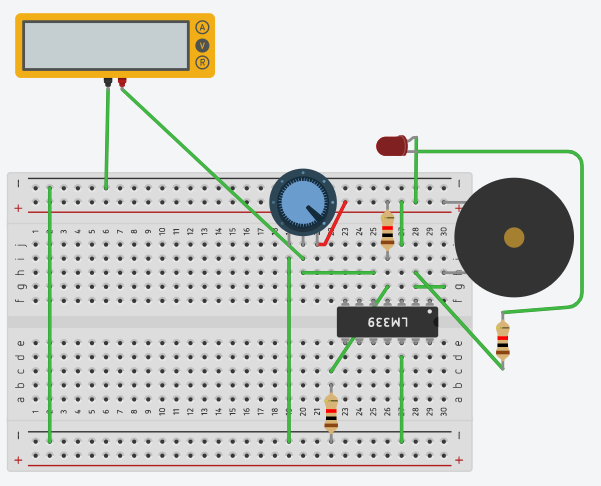 A
V
R
− −
+ +
1 2 3 4 5 6 7 8 9 10 11 12 13 14 15 16 17 18 19 20 21 22 23 24 25 26 27 28 29 30
j j
i i
h h
g g
f f
LM339
e e
d d
c c
b b
a a
1 2 3 4 5 6 7 8 9 10 11 12 13 14 15 16 17 18 19 20 21 22 23 24 25 26 27 28 29 30
− −
+ +